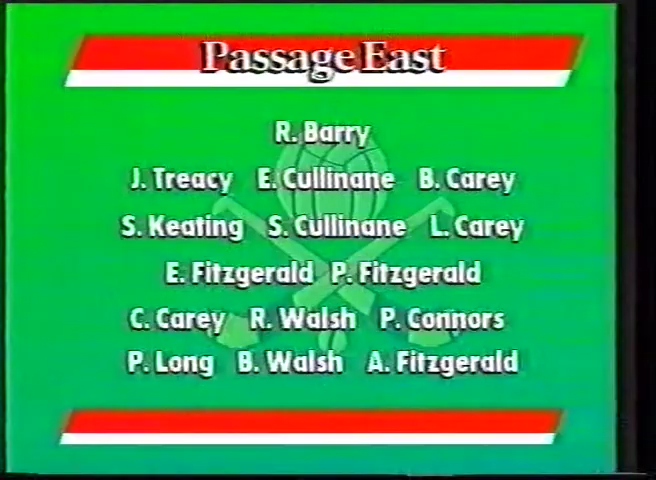 Passage East
R. Barry
J. Treacy E. Cullinane B. Carey
S. Keating S. Cullinane L. Carey
E. Fitzgerald P. Fitzgerald
C. Carey R. Walsh P. Connors
P. Long B. Walsh A. Fitzgerald